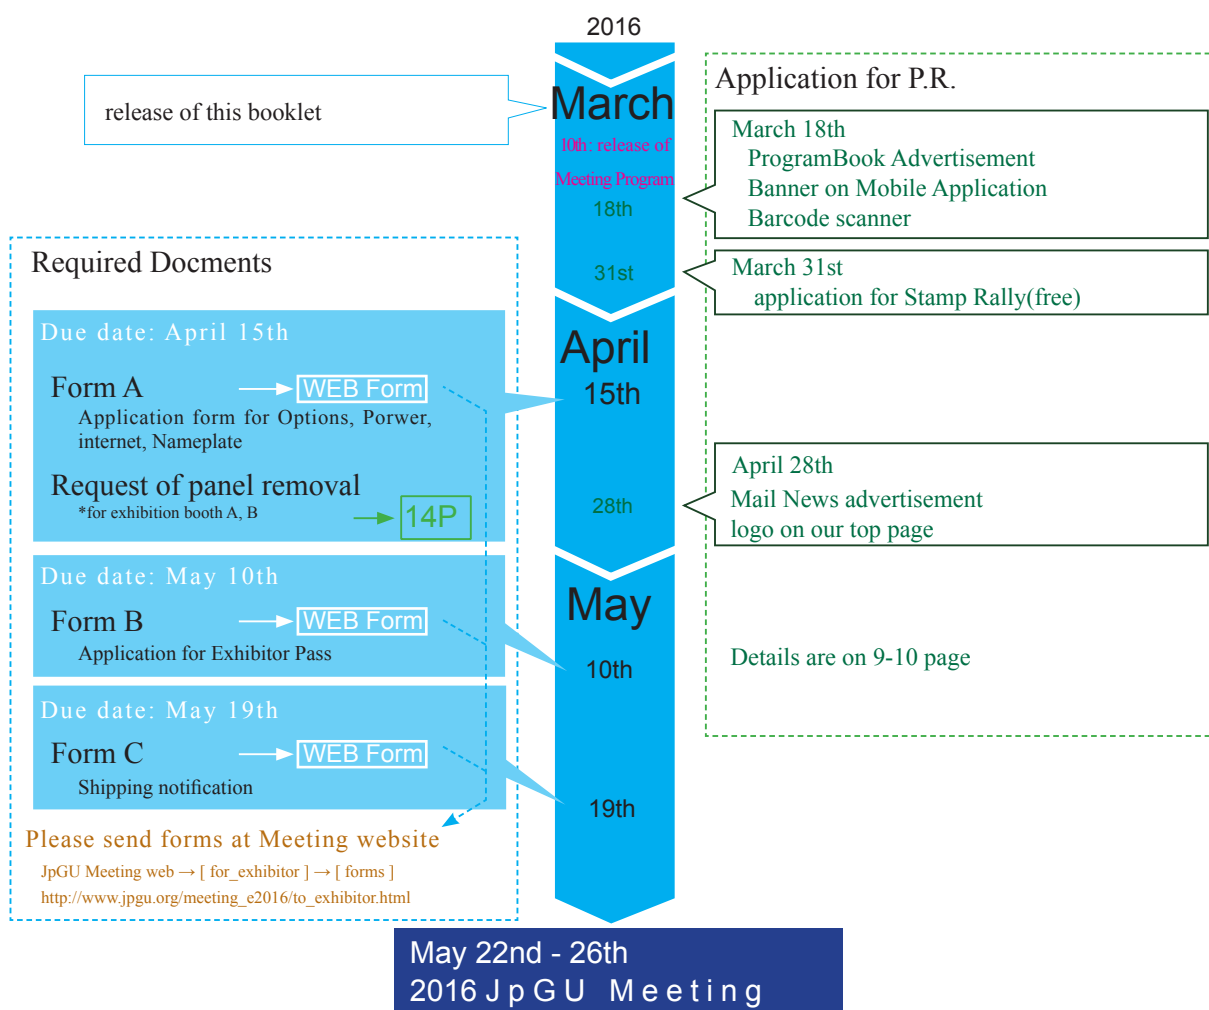 2016
release of this booklet
March
10th: release of
Meeting Program
18th
31st
Application for P.R.
March 18th
ProgramBook Advertisement
Banner on Mobile Application
Barcode scanner
March 31st
application for Stamp Rally(free)
Required Docments
Due date: April 15th
Form A
WEB Form
Application form for Options, Porwer,
internet, Nameplate
Request of panel removal
*for exhibition booth A, B
14P
April
15th
28th
April 28th
Mail News advertisement
logo on our top page
Due date: May 10th
Form B
WEB Form
Application for Exhibitor Pass
May
10th
Details are on 9-10 page
Due date: May 19th
Form C
WEB Form
Shipping notification
19th
Please send forms at Meeting website
JpGU Meeting web → [ for_exhibitor ] → [ forms ]
http://www.jpgu.org/meeting_e2016/to_exhibitor.html
May 22nd - 26th
2016 JpGU Meeting